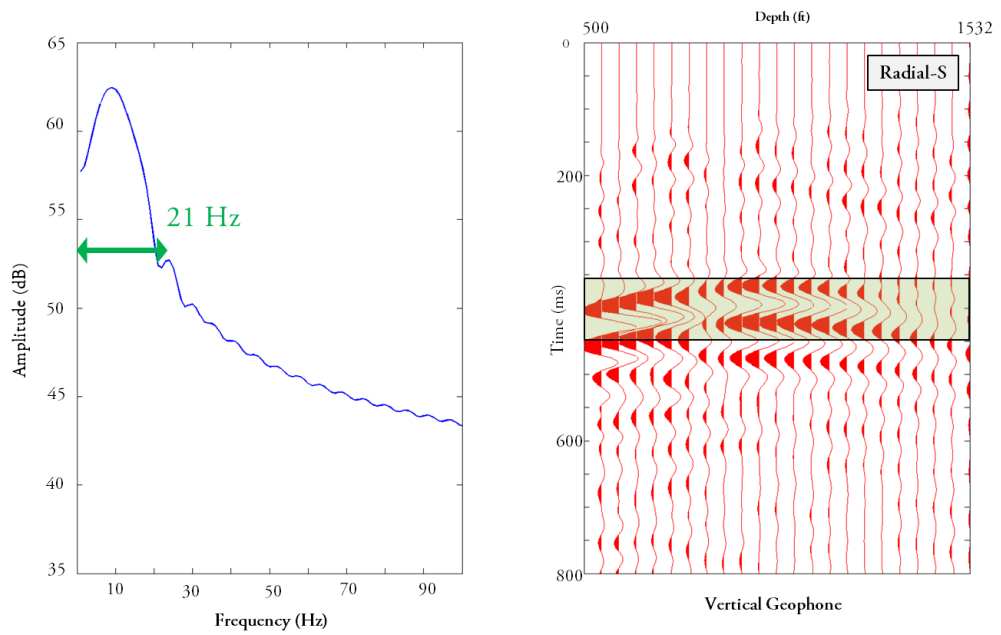 65
60
55
50
45
40
35
10
30
50
70
90
Amplitude (dB)
Frequency (Hz)
21 Hz
Depth (ft)
500
1532
0
200
600
800
Time (ms)
Radial-S
Vertical Geophone